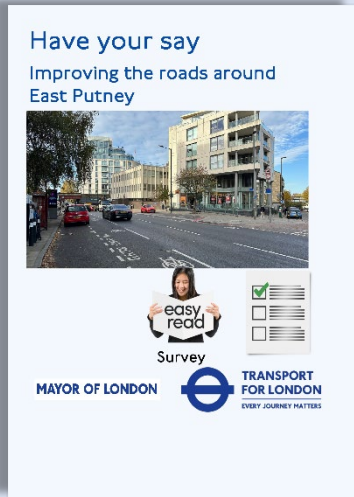 Have your say
Improving the roads around
East Putney
easy
read
Survey
MAYOR OF LONDON
TRANSPORT
FOR LONDON
EVERY JOURNEY MATTERS